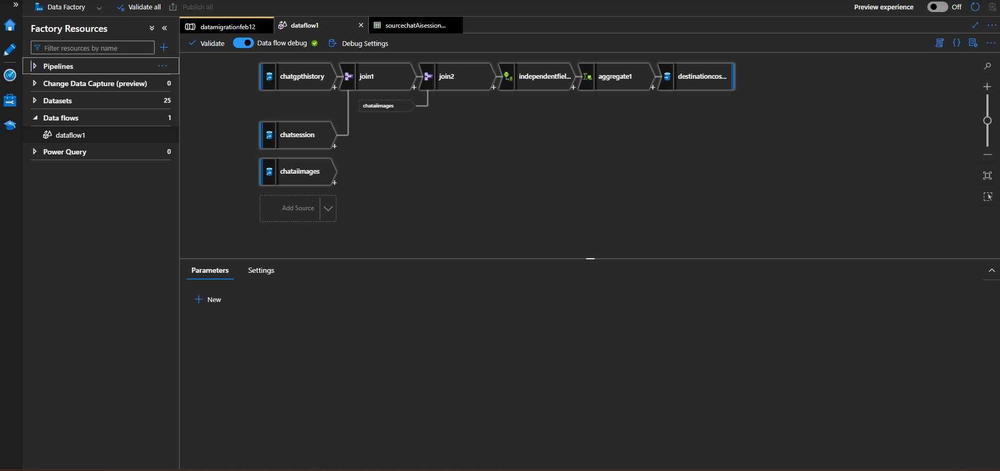 Data Factory
Validate all
Publish all
Preview experience
Off
Factory Resources
Filter resources by name
Pipelines
Change Data Capture (preview) 0
Datasets 25
Data flows 1
dataflow1
Power Query 0
datamigrationfeb12
dataflow1
sourcechatAisession...
Validate
Data flow debug
Debug Settings
chatgpthistory
join1
join2
independentfiel...
aggregate1
destinationcos...
chataiimages
chatsession
chataiimages
Add Source
Parameters
Settings
New